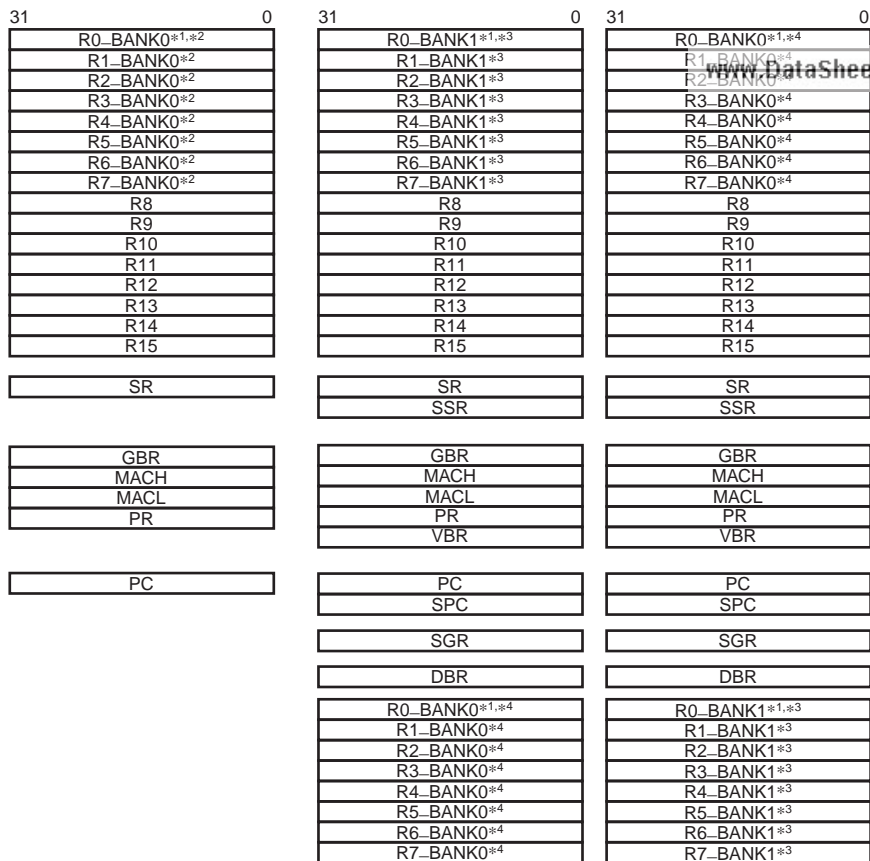 31 0 31 0 31 0
R0_BANK0*1,*2 R0_BANK1*1,*3 R0_BANK0*1,*4
R1_BANK0*2 R1_BANK1*3 R1_BANK0*4
R2_BANK0*2 R2_BANK1*3 R2_BANK0*4
www.DataShee
R3_BANK0*2 R3_BANK1*3 R3_BANK0*4
R4_BANK0*2 R4_BANK1*3 R4_BANK0*4
R5_BANK0*2 R5_BANK1*3 R5_BANK0*4
R6_BANK0*2 R6_BANK1*3 R6_BANK0*4
R7_BANK0*2 R7_BANK1*3 R7_BANK0*4
R8 R8 R8
R9 R9 R9
R10 R10 R10
R11 R11 R11
R12 R12 R12
R13 R13 R13
R14 R14 R14
R15 R15 R15
SR SR SR
SSR SSR
GBR GBR GBR
MACH MACH MACH
MACL MACL MACL
PR PR PR
VBR VBR
PC PC PC
SPC SPC
SGR SGR
DBR DBR
R0_BANK0*1,*4 R0_BANK1*1,*3
R1_BANK0*4 R1_BANK1*3
R2_BANK0*4 R2_BANK1*3
R3_BANK0*4 R3_BANK1*3
R4_BANK0*4 R4_BANK1*3
R5_BANK0*4 R5_BANK1*3
R6_BANK0*4 R6_BANK1*3
R7_BANK0*4 R7_BANK1*3